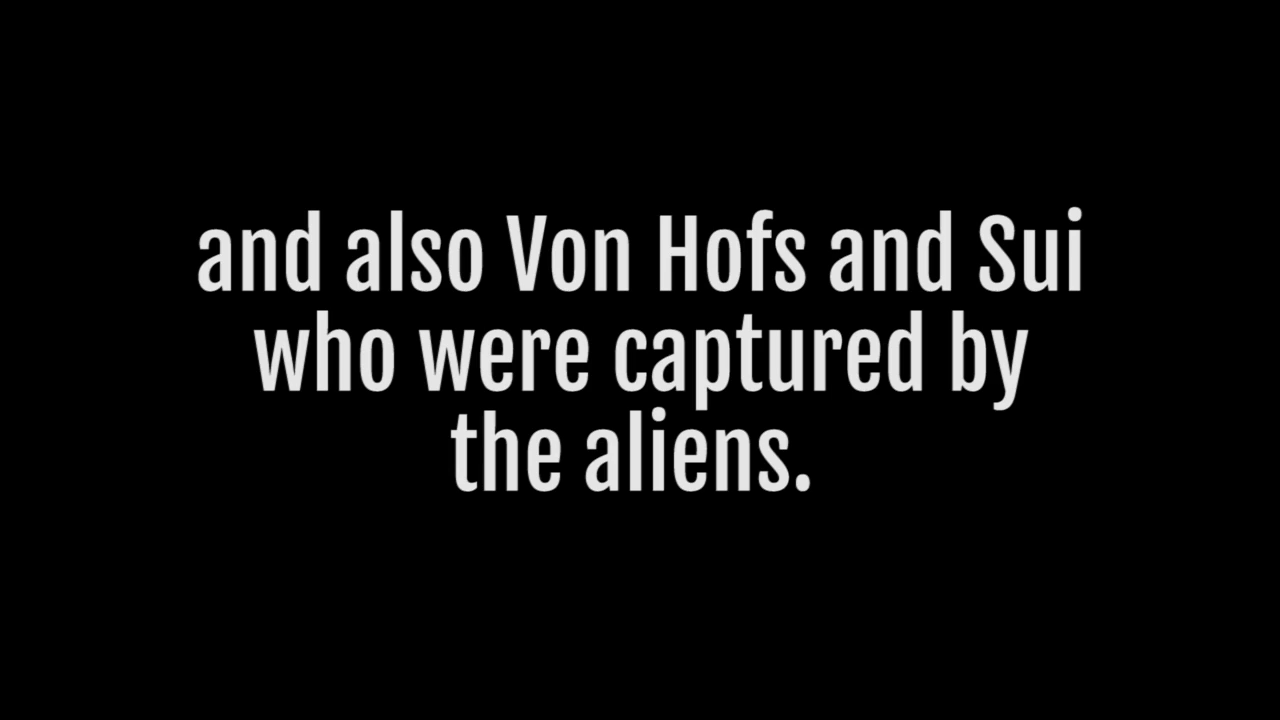 and also Von Hofs and Sui
who were captured by
the aliens.